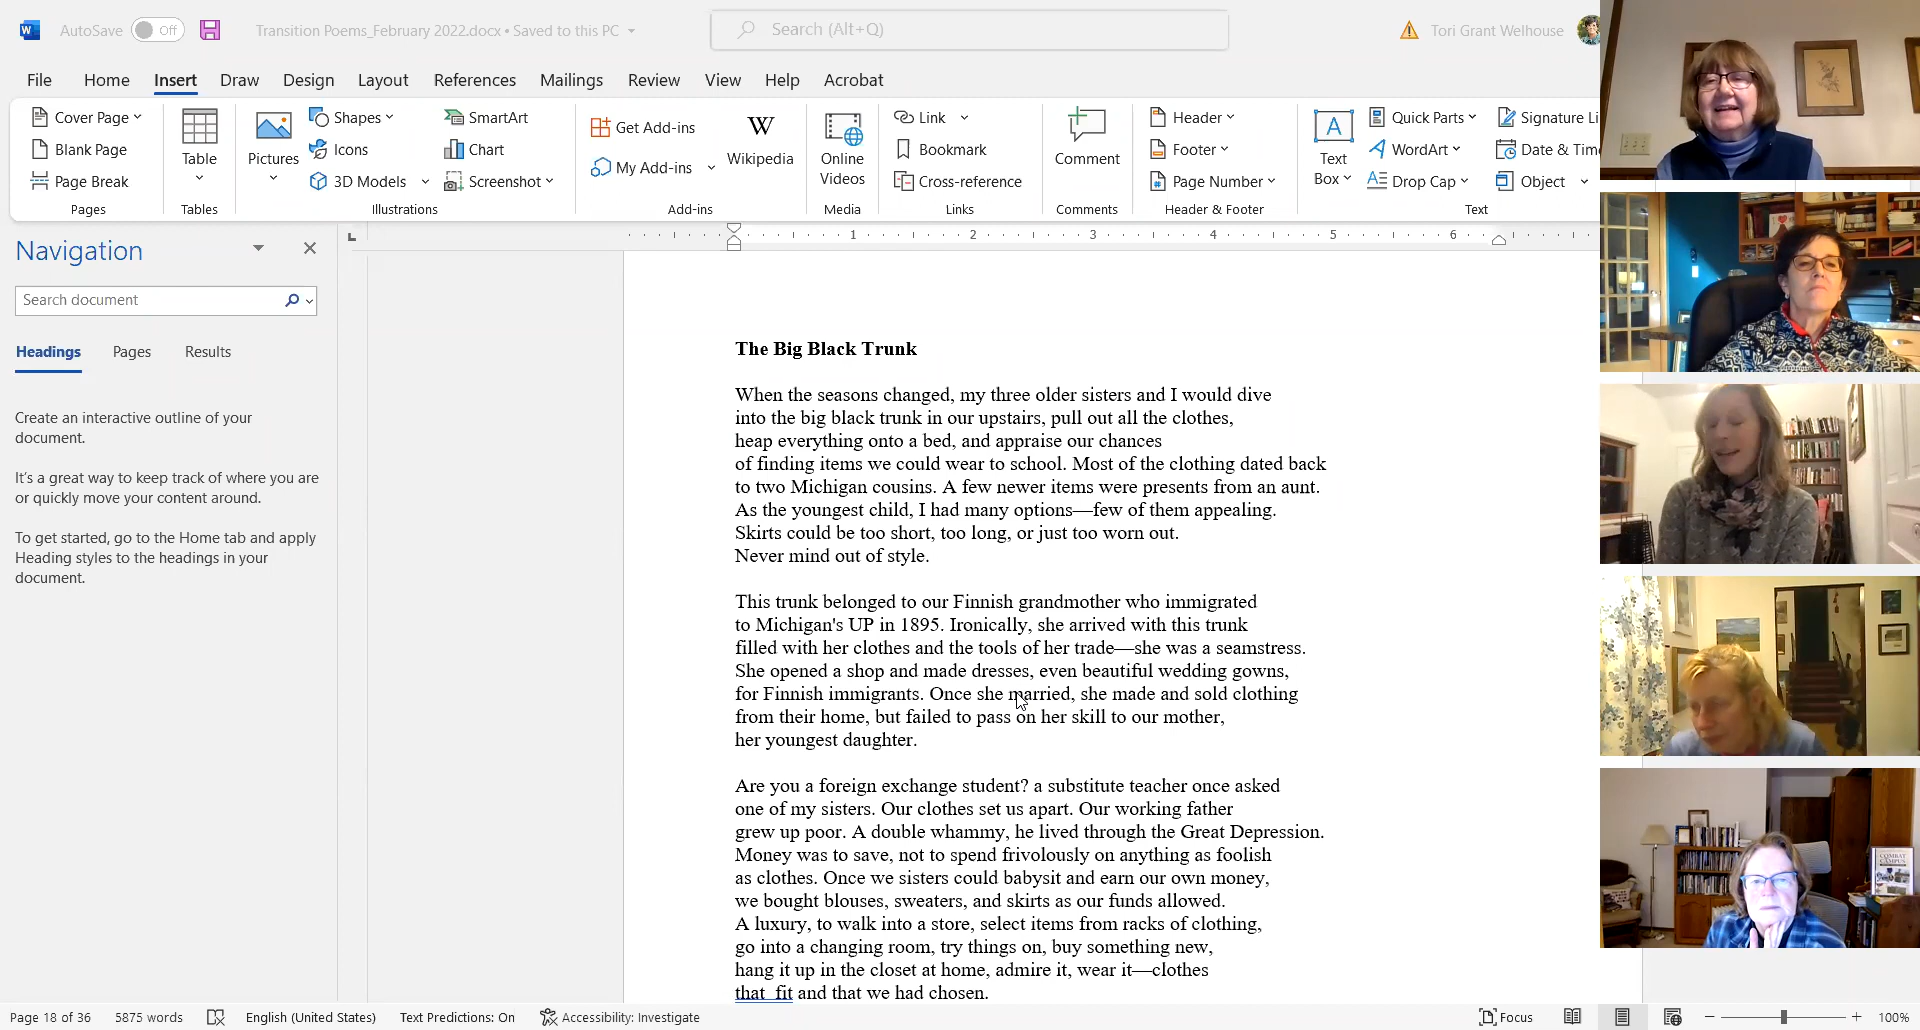 AutoSave Off Transition Poems_February 2022.docx • Saved to this PC Search (Alt+Q) Tori Grant Welhouse
File Home Insert Draw Design Layout References Mailings Review View Help Acrobat
Cover Page
Blank Page
Page Break
Pages
Table
Tables
Pictures
Shapes
Icons
3D Models
SmartArt
Chart
Screenshot
Illustrations
Get Add-ins
My Add-ins
W
Wikipedia
Add-ins
Online
Videos
Media
Link
Bookmark
Cross-reference
Links
Comment
Comments
Header
Footer
Page Number
Header & Footer
A
Text
Box
Quick Parts
WordArt
Drop Cap
Signature Li
Date & Time
Object
Text
1 2 3 4 5 6
Navigation
Search document
Headings Pages Results
Create an interactive outline of your
document.
It's a great way to keep track of where you are
or quickly move your content around.
To get started, go to the Home tab and apply
Heading styles to the headings in your
document.
The Big Black Trunk
When the seasons changed, my three older sisters and I would dive
into the big black trunk in our upstairs, pull out all the clothes,
heap everything onto a bed, and appraise our chances
of finding items we could wear to school. Most of the clothing dated back
to two Michigan cousins. A few newer items were presents from an aunt.
As the youngest child, I had many options—few of them appealing.
Skirts could be too short, too long, or just too worn out.
Never mind out of style.
This trunk belonged to our Finnish grandmother who immigrated
to Michigan's UP in 1895. Ironically, she arrived with this trunk
filled with her clothes and the tools of her trade—she was a seamstress.
She opened a shop and made dresses, even beautiful wedding gowns,
for Finnish immigrants. Once she married, she made and sold clothing
from their home, but failed to pass on her skill to our mother,
her youngest daughter.
Are you a foreign exchange student? a substitute teacher once asked
one of my sisters. Our clothes set us apart. Our working father
grew up poor. A double whammy, he lived through the Great Depression.
Money was to save, not to spend frivolously on anything as foolish
as clothes. Once we sisters could babysit and earn our own money,
we bought blouses, sweaters, and skirts as our funds allowed.
A luxury, to walk into a store, select items from racks of clothing,
go into a changing room, try things on, buy something new,
hang it up in the closet at home, admire it, wear it—clothes
that fit and that we had chosen.
COMBAT
CAMPUS
Page 18 of 36 5875 words English (United States) Text Predictions: On Accessibility: Investigate Focus 100%